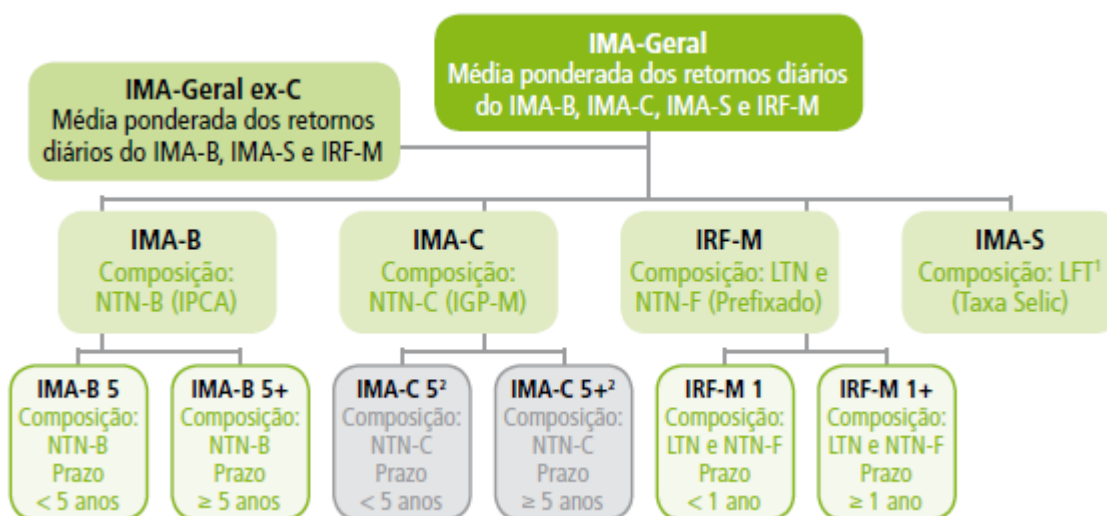 IMA-Geral
Média ponderada dos retornos diários
do IMA-B, IMA-C, IMA-S e IRF-M
IMA-Geral ex-C
Média ponderada dos retornos
diários do IMA-B, IMA-S e IRF-M
IMA-B
Composição:
NTN-B (IPCA)
IMA-C
Composição:
NTN-C (IGP-M)
IRF-M
Composição: LTN e
NTN-F (Prefixado)
IMA-S
Composição: LFT¹
(Taxa Selic)
IMA-B 5
Composição:
NTN-B
Prazo
< 5 anos
IMA-B 5+
Composição:
NTN-B
Prazo
≥ 5 anos
IMA-C 5²
Composição:
NTN-C
Prazo
< 5 anos
IMA-C 5+²
Composição:
NTN-C
Prazo
≥ 5 anos
IRF-M 1
Composição:
LTN e NTN-F
Prazo
< 1 ano
IRF-M 1+
Composição:
LTN e NTN-F
Prazo
≥ 1 ano